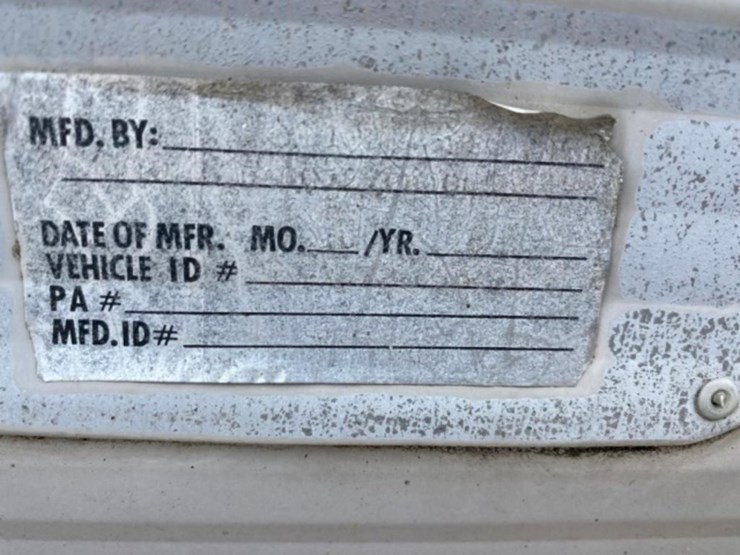 MFD. BY:
DATE OF MFR. MO. /YR.
VEHICLE ID #
PA #
MFD. ID#